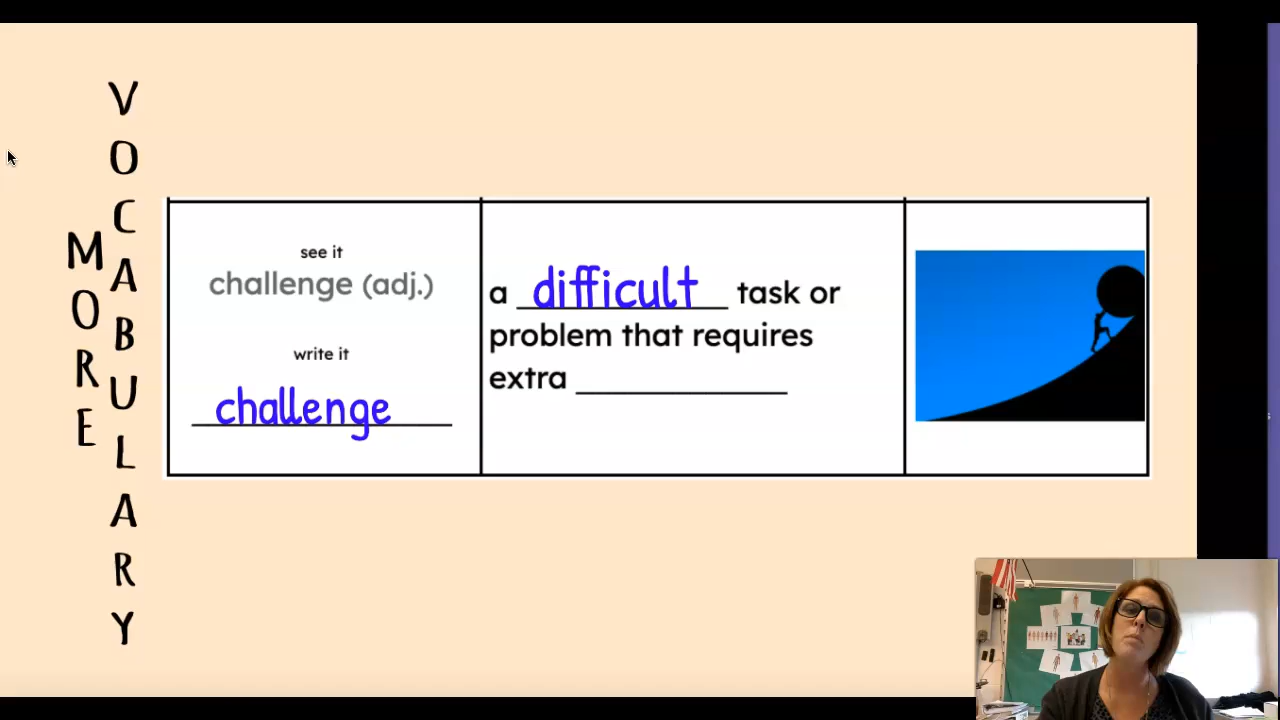 MORE
VOCABULARY
see it
challenge (adj.)
write it
challenge
a difficult task or
problem that requires
extra